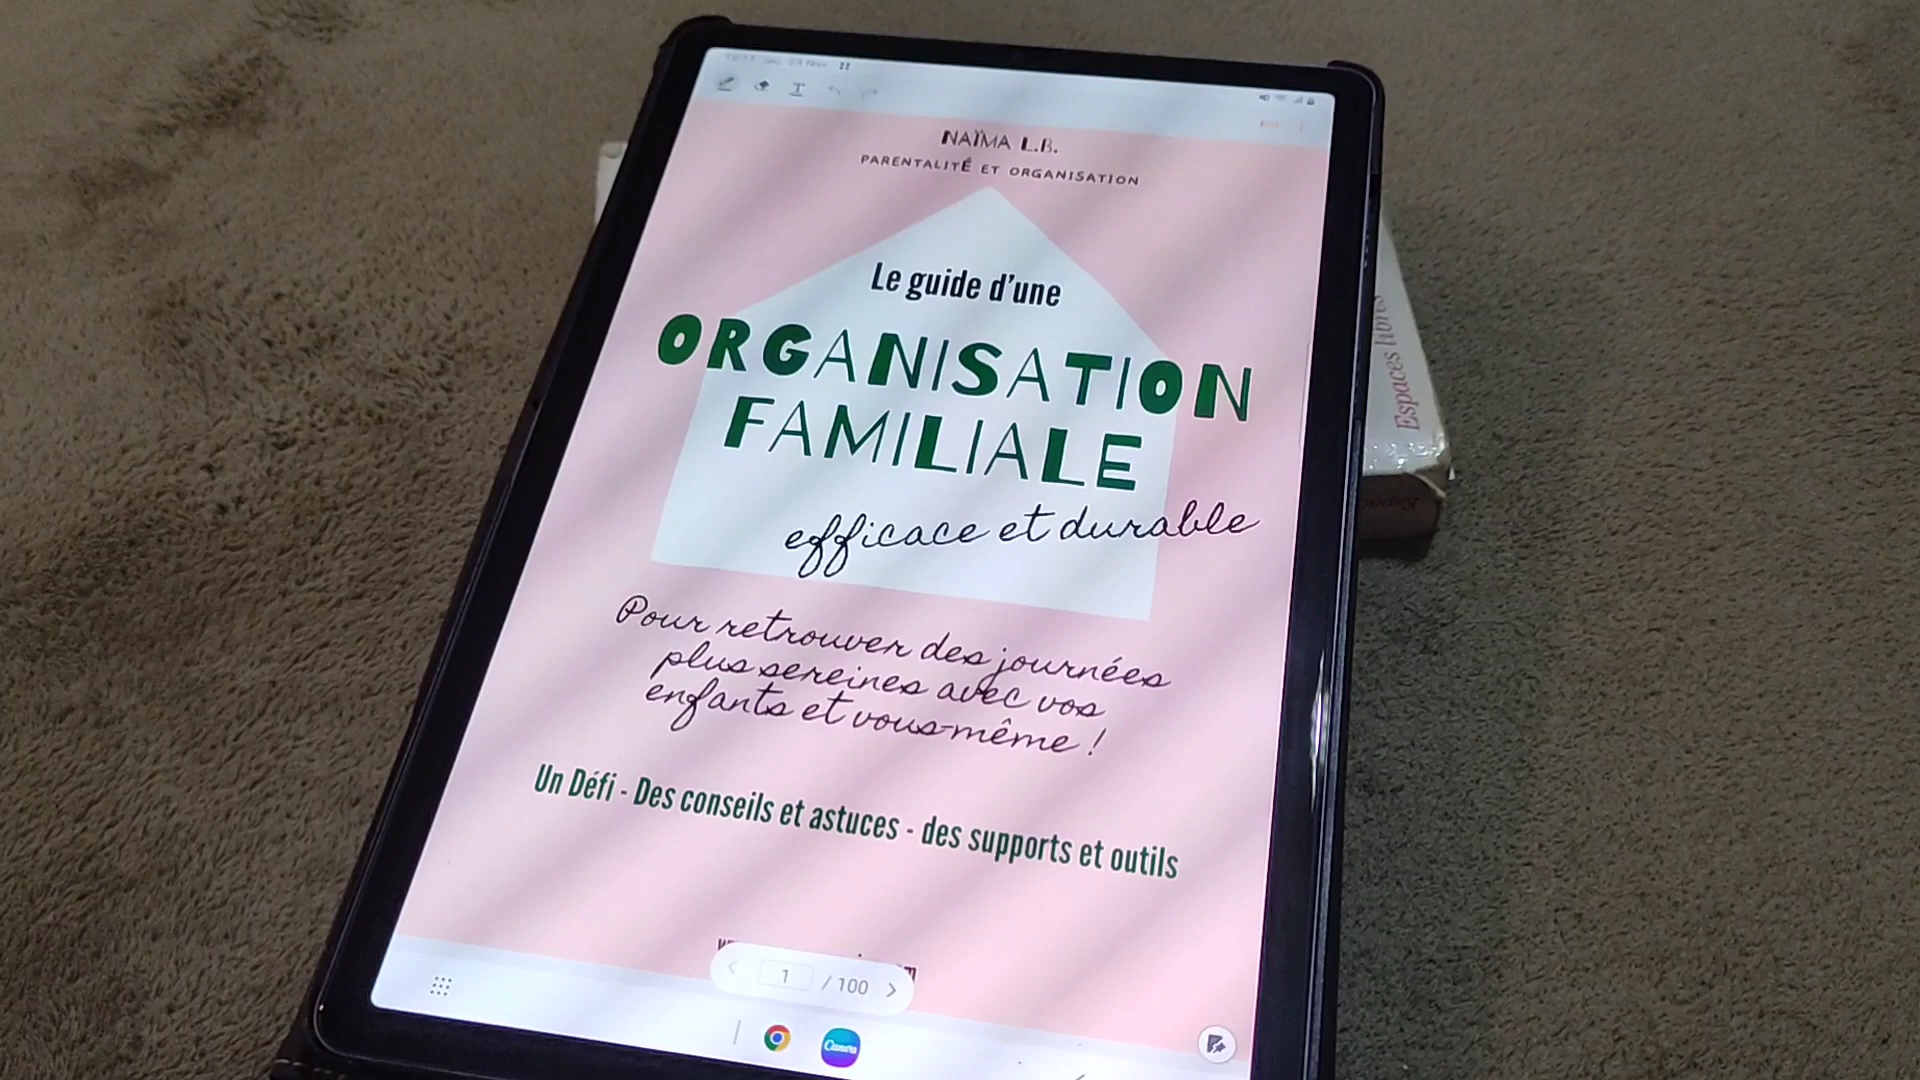 NAÏMA L.B.
PARENTALITÉ ET ORGANISATION
Le guide d'une
ORGANISATION
FAMILIALE
efficace et durable
Pour retrouver des journées
plus sereines avec vos
enfants et vous-même !
Un Défi - Des conseils et astuces - des supports et outils
1 / 100
Canva
Espaces libres